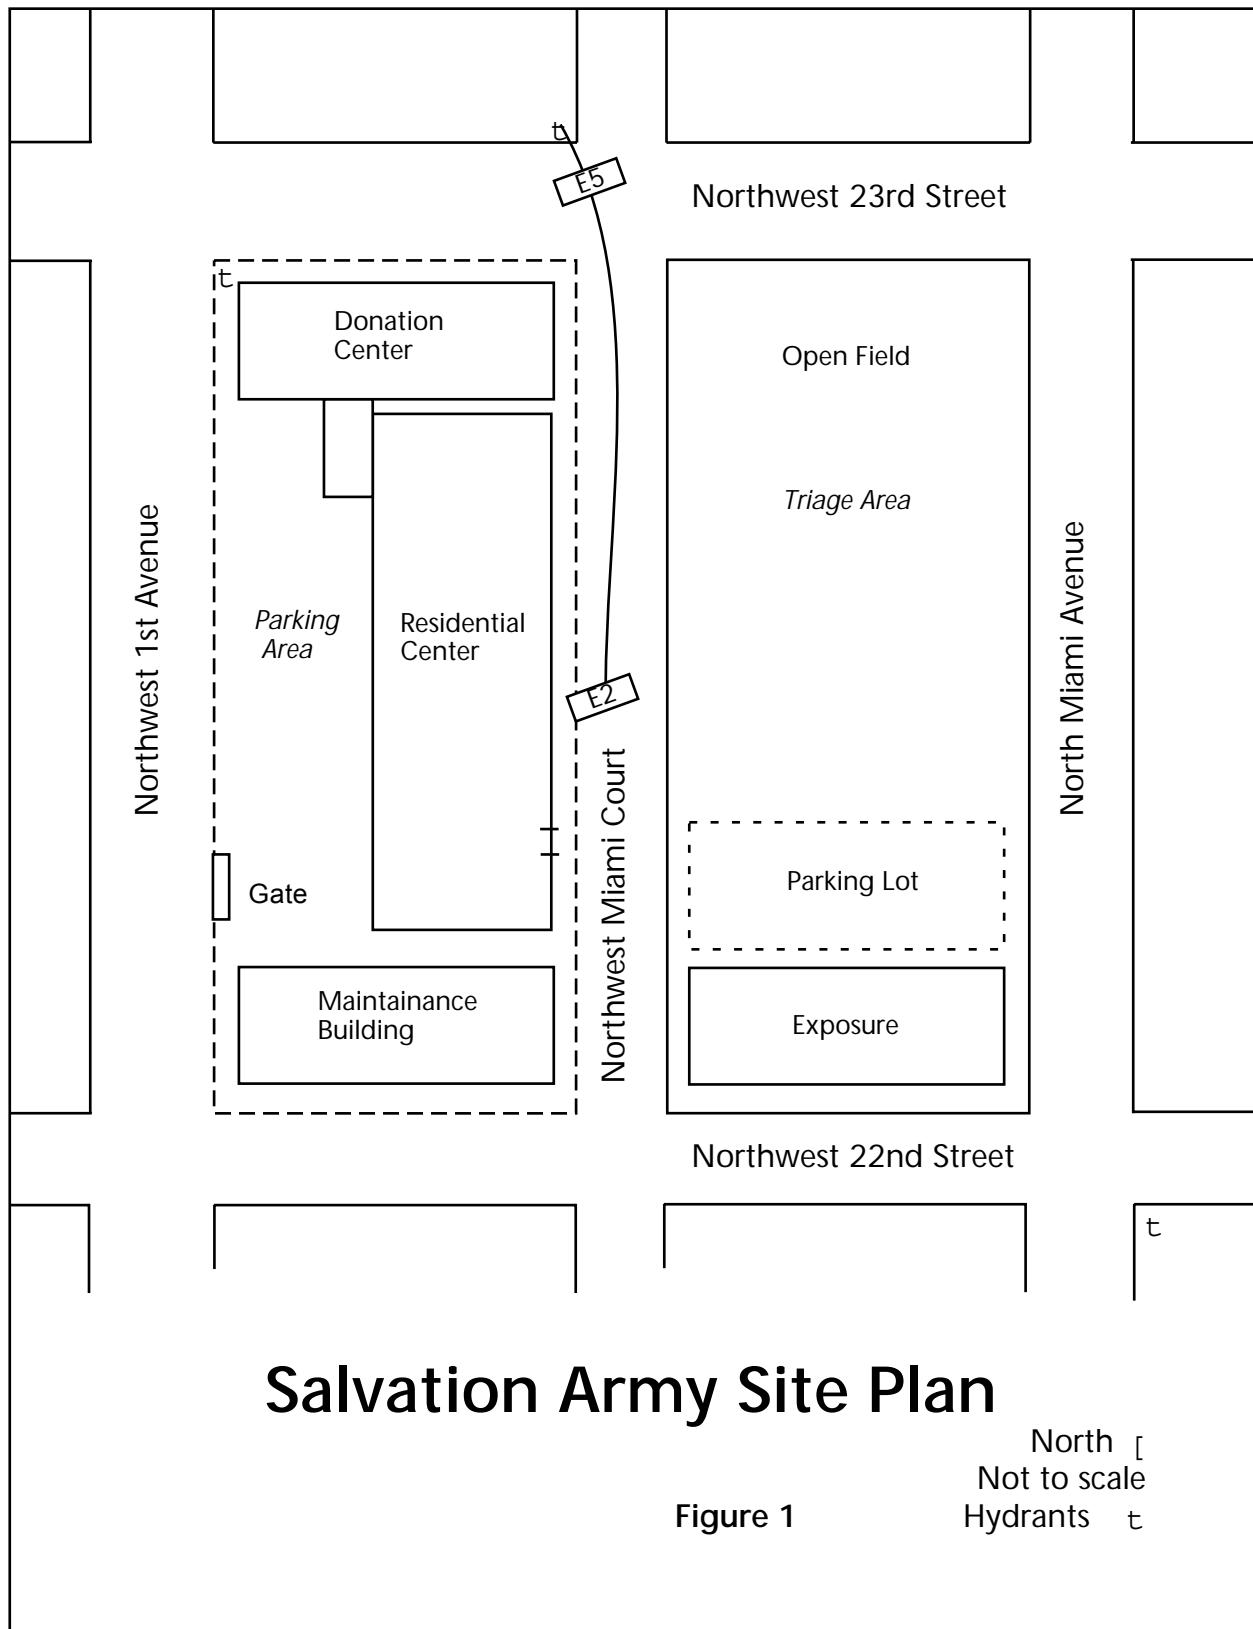 t
E5
Northwest 23rd Street
t
Donation
Center
Open Field
Triage Area
Northwest 1st Avenue
Parking
Area
Residential
Center
North Miami Avenue
E2
Northwest Miami Court
Parking Lot
Gate
Maintainance
Building
Exposure
Northwest 22nd Street
t
Salvation Army Site Plan
North [
Not to scale
Figure 1
Hydrants t